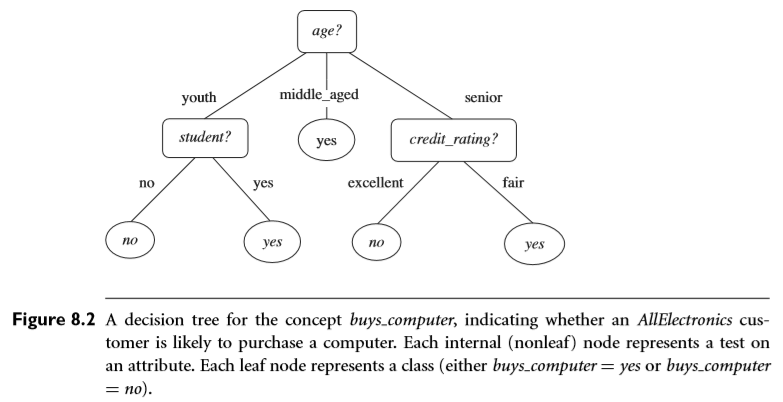 age?
youth
middle_aged
senior
student?
yes
credit_rating?
no
yes
excellent
fair
no
yes
no
yes
Figure 8.2 A decision tree for the concept buys_computer, indicating whether an AllElectronics cus-
tomer is likely to purchase a computer. Each internal (nonleaf) node represents a test on
an attribute. Each leaf node represents a class (either buys_computer = yes or buys_computer
= no).